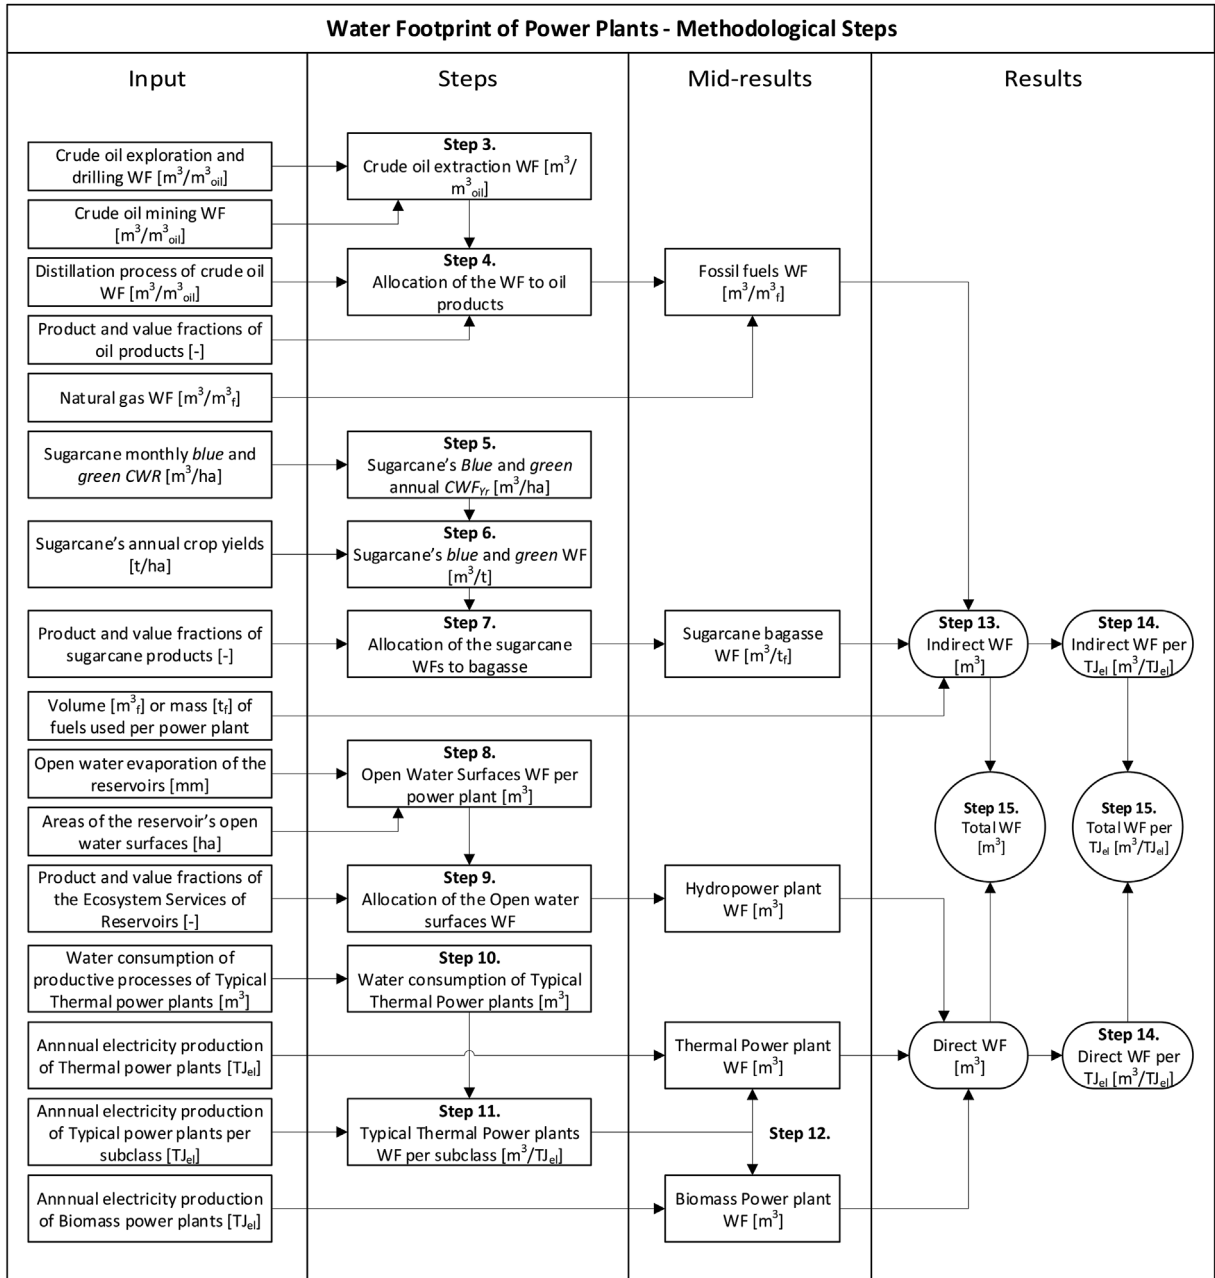 Water Footprint of Power Plants - Methodological Steps
Input
Steps
Mid-results
Results
Crude oil exploration and
drilling WF [m³/m³oil]
Step 3.
Crude oil extraction WF [m³/
m³oil]
Crude oil mining WF
[m³/m³oil]
Distillation process of crude oil
WF [m³/m³oil]
Step 4.
Allocation of the WF to oil
products
Fossil fuels WF
[m³/m³f]
Product and value fractions of
oil products [-]
Natural gas WF [m³/m³f]
Sugarcane monthly blue and
green CWR [m³/ha]
Step 5.
Sugarcane's Blue and green
annual CWFYr [m³/ha]
Sugarcane's annual crop yields
[t/ha]
Step 6.
Sugarcane's blue and green WF
[m³/t]
Product and value fractions of
sugarcane products [-]
Step 7.
Allocation of the sugarcane
WFs to bagasse
Sugarcane bagasse
WF [m³/tf]
Step 13.
Indirect WF
[m³]
Step 14.
Indirect WF per
TJel [m³/TJel]
Volume [m³f] or mass [tf] of
fuels used per power plant
Open water evaporation of the
reservoirs [mm]
Step 8.
Open Water Surfaces WF per
power plant [m³]
Areas of the reservoir's open
water surfaces [ha]
Step 15.
Total WF
[m³]
Step 15.
Total WF per
TJel [m³/TJel]
Product and value fractions of
the Ecosystem Services of
Reservoirs [-]
Step 9.
Allocation of the Open water
surfaces WF
Hydropower plant
WF [m³]
Water consumption of
productive processes of Typical
Thermal power plants [m³]
Step 10.
Water consumption of Typical
Thermal Power plants [m³]
Annnual electricity production
of Thermal power plants [TJel]
Thermal Power plant
WF [m³]
Direct WF
[m³]
Step 14.
Direct WF per
TJel [m³/TJel]
Annnual electricity production
of Typical power plants per
subclass [TJel]
Step 11.
Typical Thermal Power plants
WF per subclass [m³/TJel]
Step 12.
Annnual electricity production
of Biomass power plants [TJel]
Biomass Power plant
WF [m³]